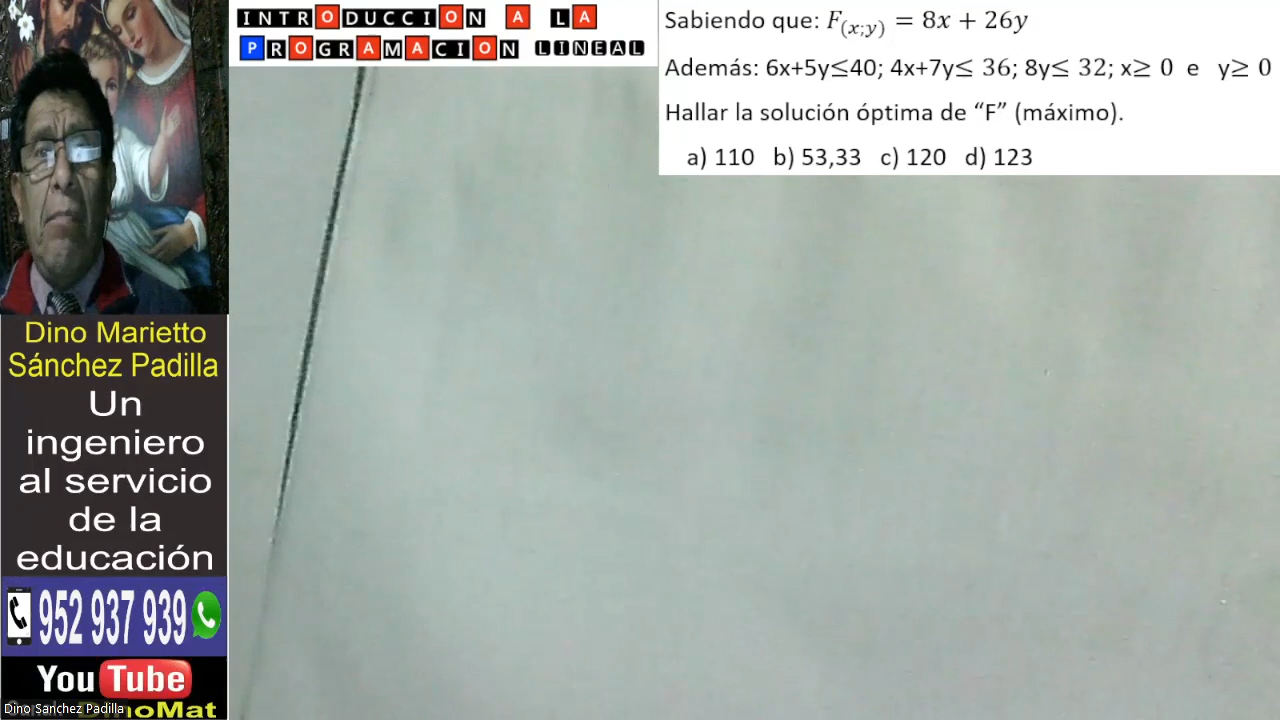 INTRODUCCION A LA
PROGRAMACION LINEAL
Sabiendo que: F(x;y) = 8x + 26y
Además: 6x+5y≤40; 4x+7y≤ 36; 8y≤ 32; x≥ 0 e y≥ 0
Hallar la solución óptima de “F” (máximo).
a) 110 b) 53,33 c) 120 d) 123
Dino Marietto
Sánchez Padilla
Un
ingeniero
al servicio
de la
educación
952 937 939
YouTube
Dino Sanchez Padilla
DinoMat